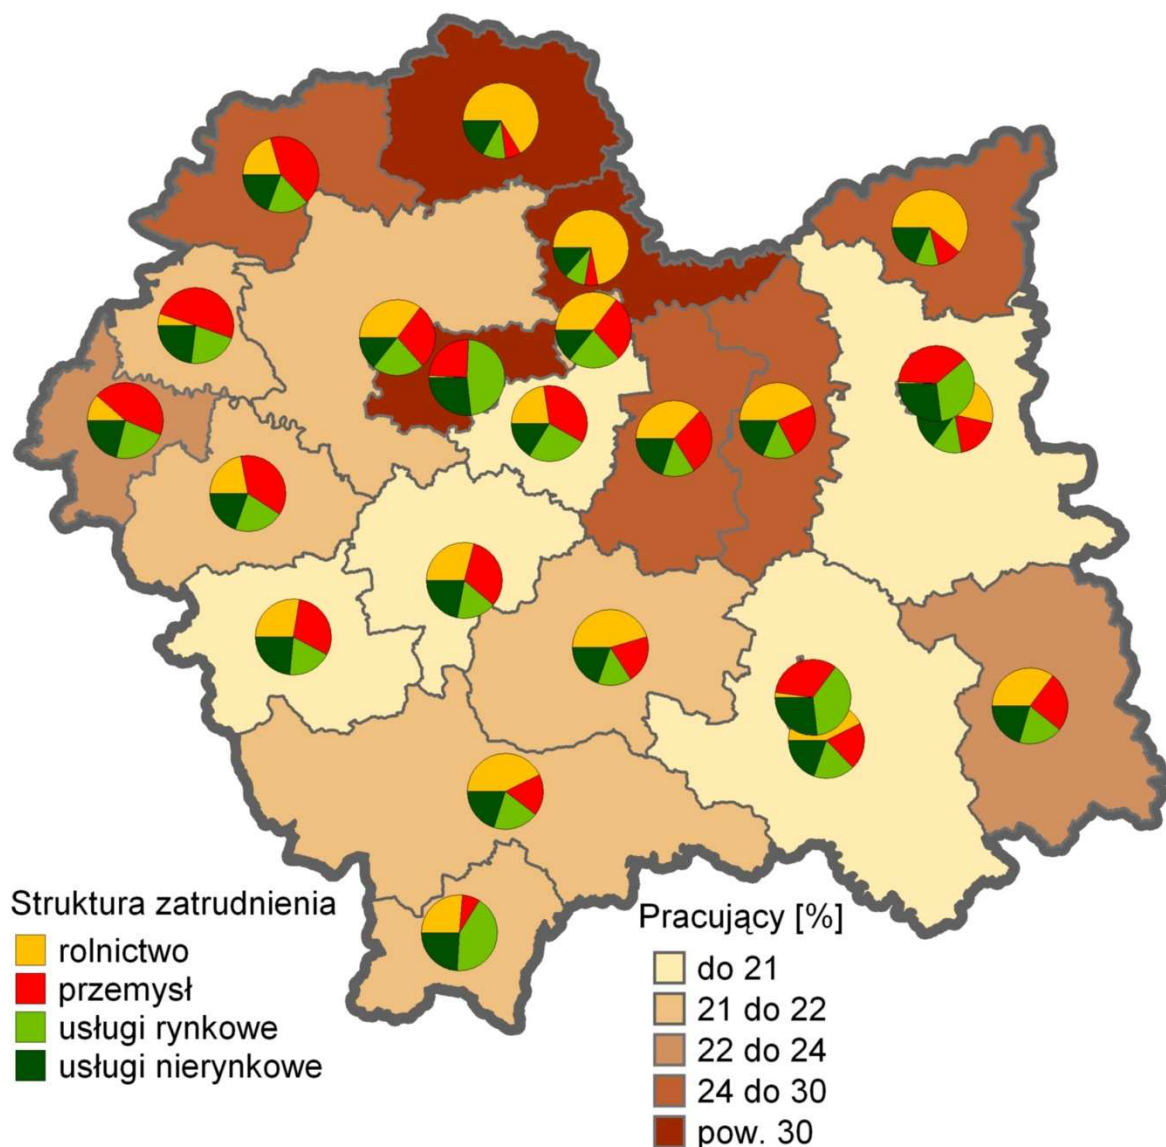 Struktura zatrudnienia
rolnictwo
przemysł
usługi rynkowe
usługi nierynkowe
Pracujący [%]
do 21
21 do 22
22 do 24
24 do 30
pow. 30